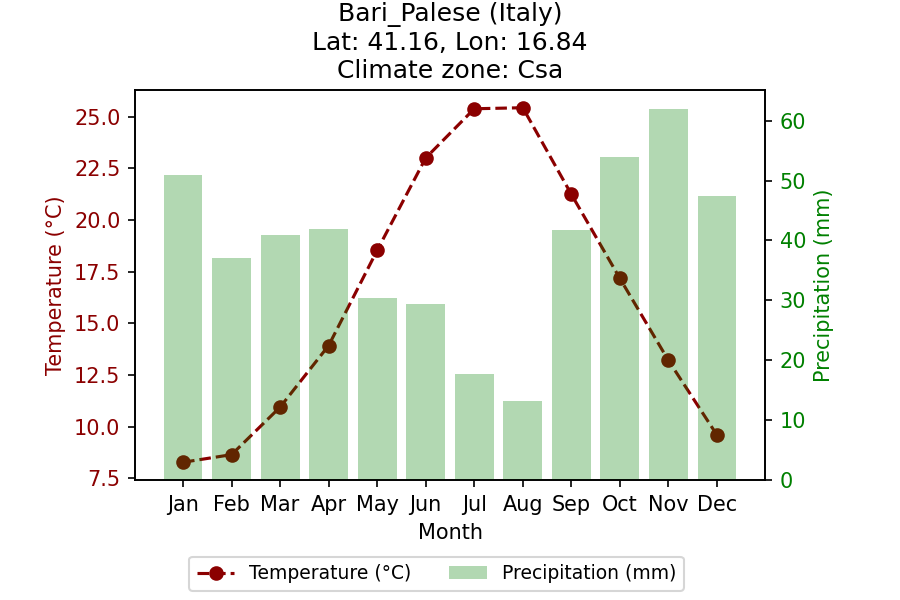 Bari_Palese (Italy)
Lat: 41.16, Lon: 16.84
Climate zone: Csa
Temperature (°C)
25.0
22.5
20.0
17.5
15.0
12.5
10.0
7.5
60
50
40
30
20
10
0
Precipitation (mm)
Jan Feb Mar Apr May Jun Jul Aug Sep Oct Nov Dec
Month
Temperature (°C) Precipitation (mm)